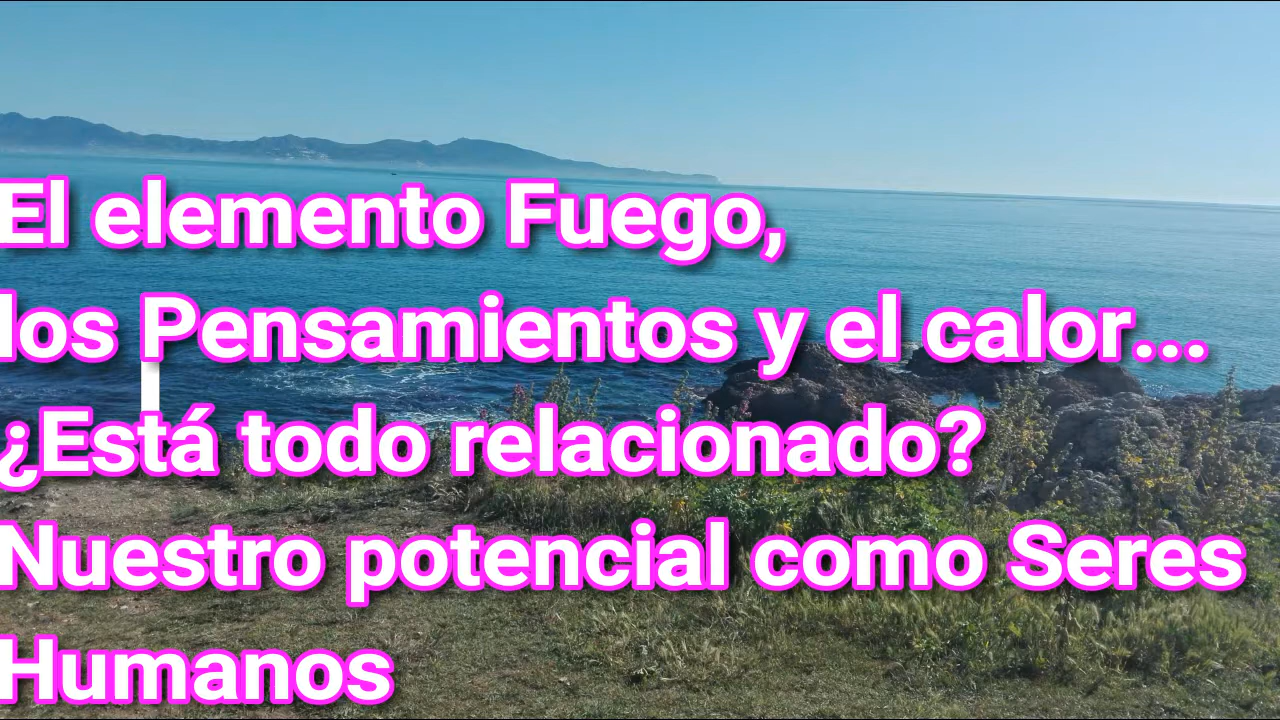 El elemento Fuego,
los Pensamientos y el calor...
¿Está todo relacionado?
Nuestro potencial como Seres
Humanos